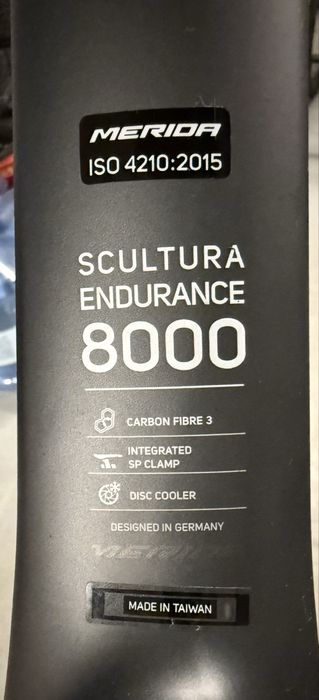 MERIDA
ISO 4210:2015
SCULTURA
ENDURANCE
8000
CARBON FIBRE 3
INTEGRATED
SP CLAMP
DISC COOLER
DESIGNED IN GERMANY
MADE IN TAIWAN